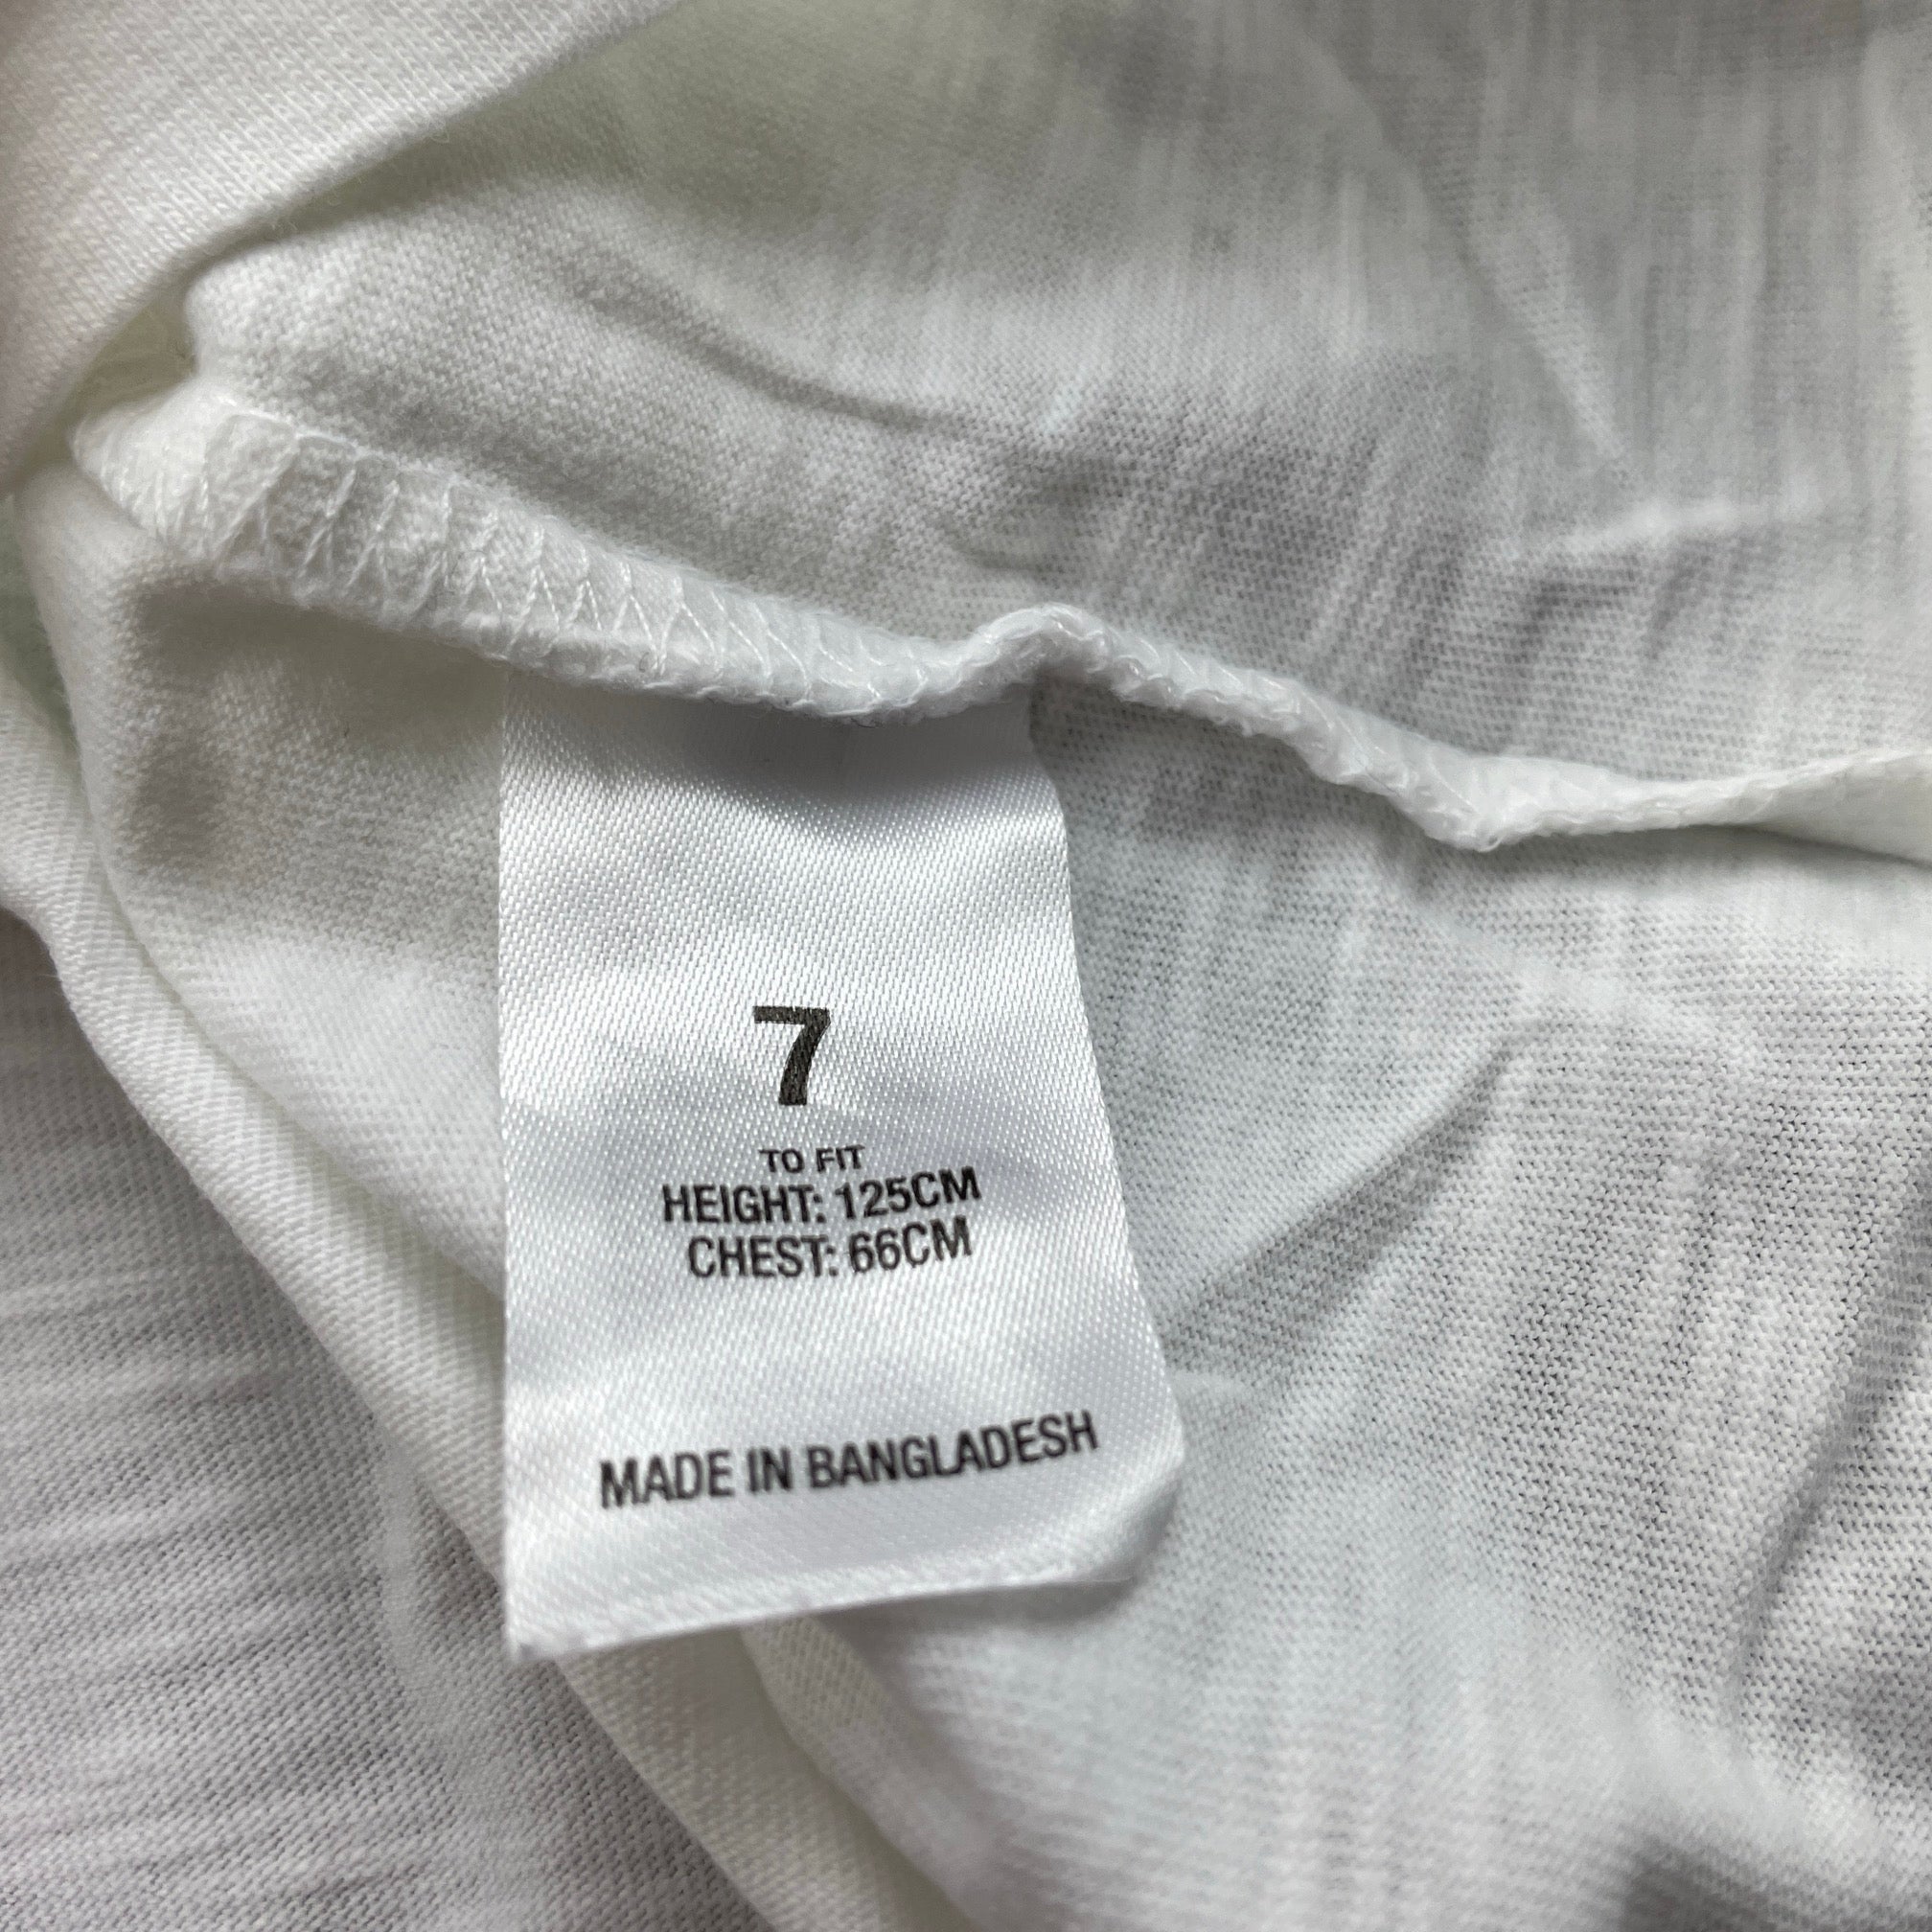 7
TO FIT
HEIGHT: 125CM
CHEST: 66CM
MADE IN BANGLADESH